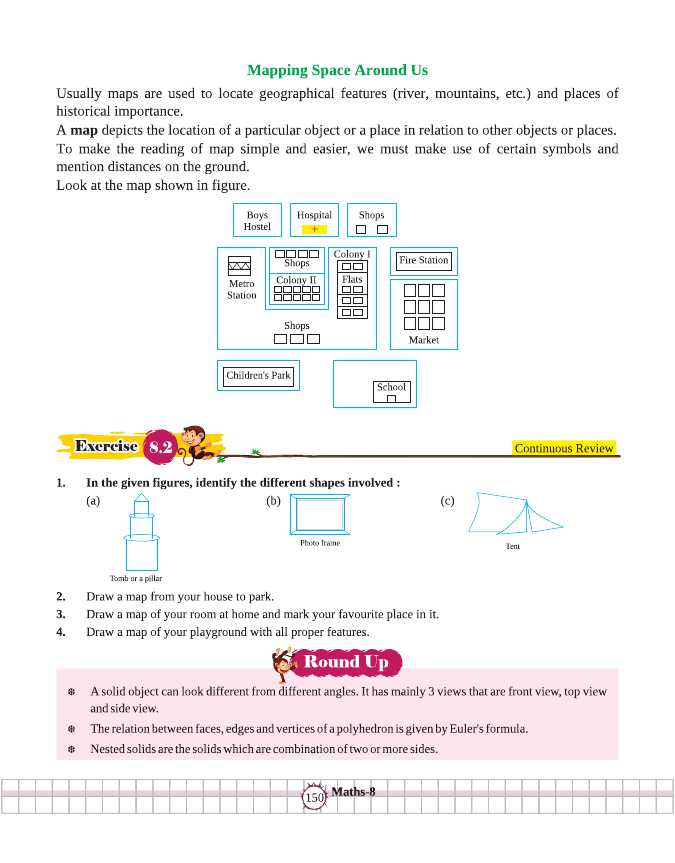 Mapping Space Around Us
Usually maps are used to locate geographical features (river, mountains, etc.) and places of
historical importance.
A map depicts the location of a particular object or a place in relation to other objects or places.
To make the reading of map simple and easier, we must make use of certain symbols and
mention distances on the ground.
Look at the map shown in figure.
Boys
Hostel
Hospital
+
Shops
Metro
Station
Shops
Colony II
Colony I
Flats
Shops
Fire Station
Market
Children's Park
School
Exercise 8.2
Continuous Review
1. In the given figures, identify the different shapes involved :
(a)
(b)
(c)
Tomb or a pillar
Photo frame
Tent
2. Draw a map from your house to park.
3. Draw a map of your room at home and mark your favourite place in it.
4. Draw a map of your playground with all proper features.
Round Up
❆ A solid object can look different from different angles. It has mainly 3 views that are front view, top view
and side view.
❆ The relation between faces, edges and vertices of a polyhedron is given by Euler's formula.
❆ Nested solids are the solids which are combination of two or more sides.
150 Maths-8